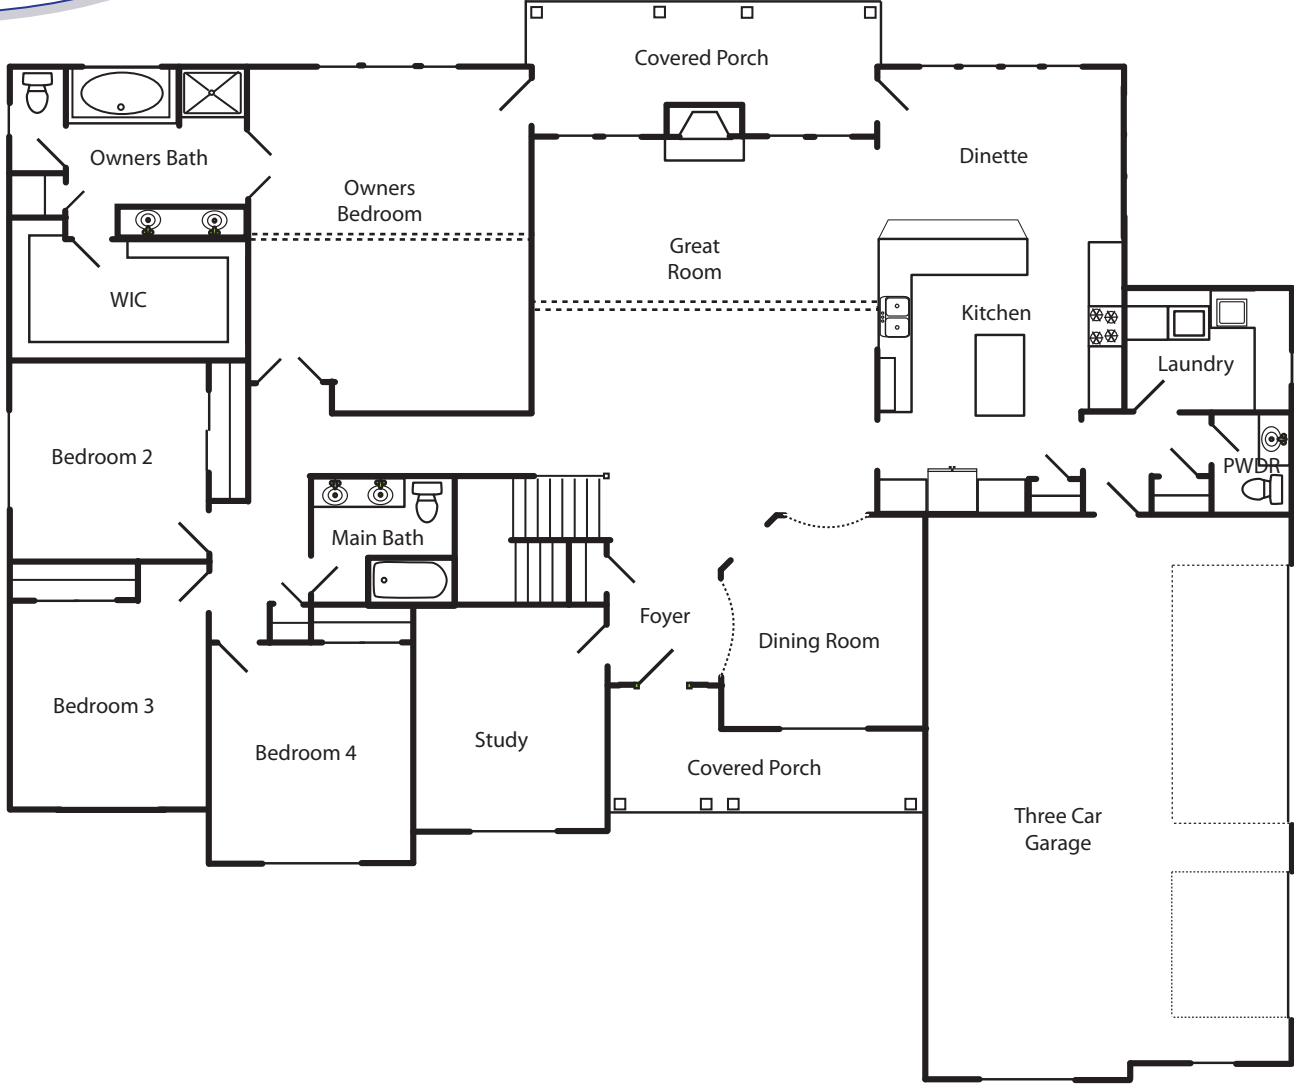 Covered Porch
Owners Bath
Dinette
Owners
Bedroom
Great
Room
WIC
Kitchen
Laundry
Bedroom 2
PWDR
Main Bath
Foyer
Dining Room
Bedroom 3
Study
Bedroom 4
Covered Porch
Three Car
Garage